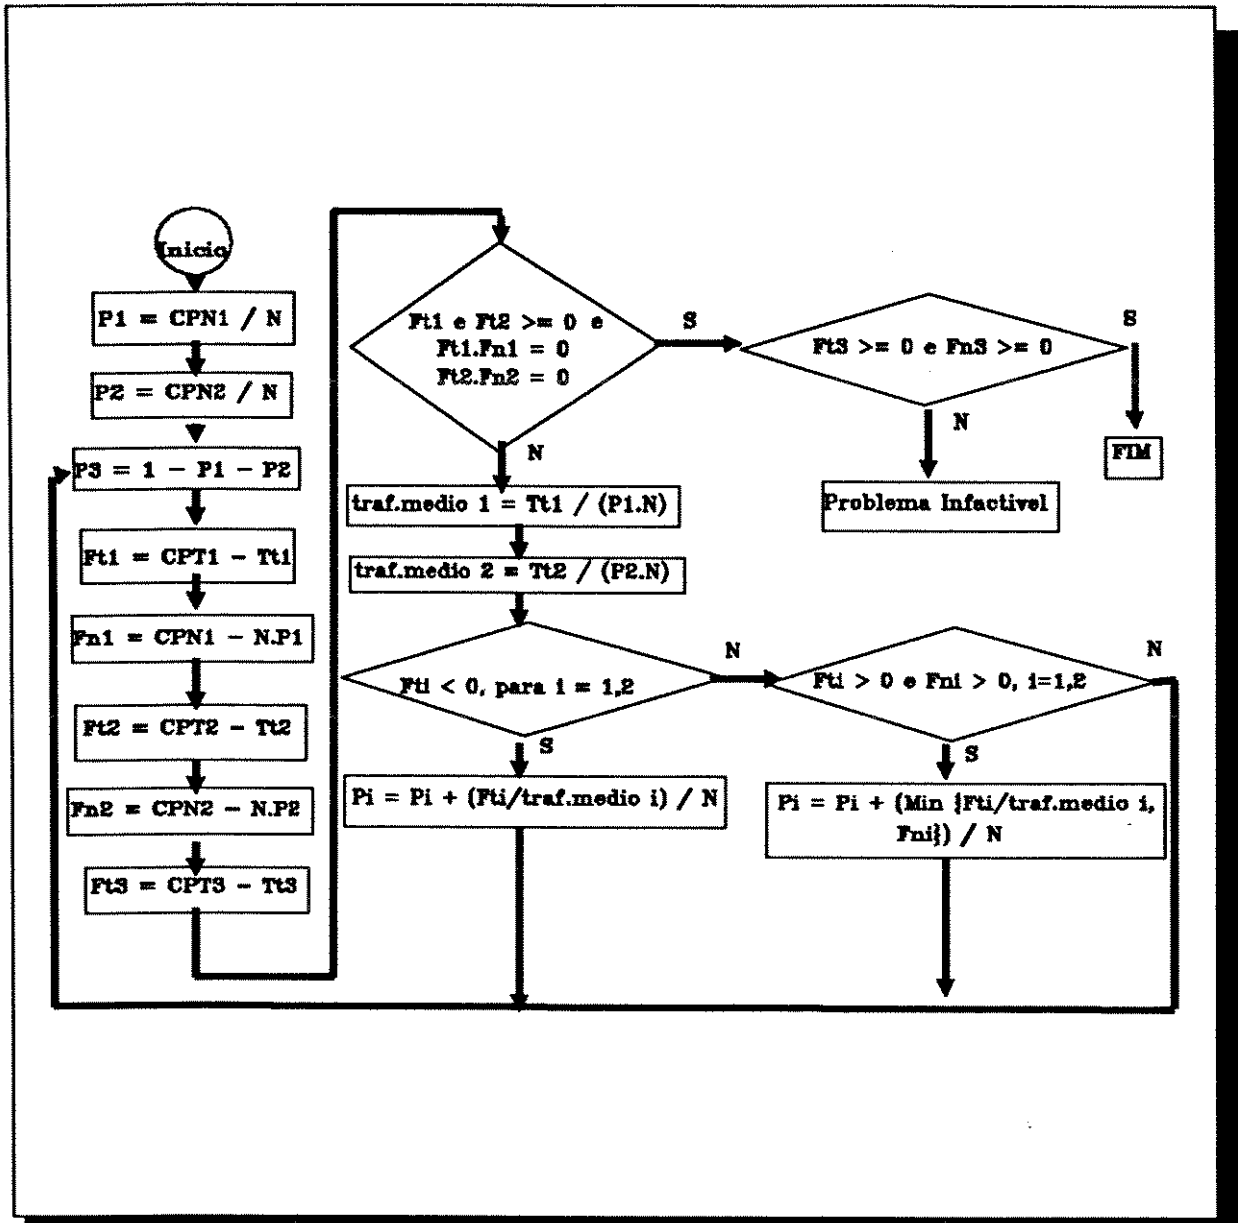 Inicio
P1 = CPN1 / N
P2 = CPN2 / N
P3 = 1 - P1 - P2
Ft1 = CPT1 - Tt1
Fn1 = CPN1 - N.P1
Ft2 = CPT2 - Tt2
Fn2 = CPN2 - N.P2
Ft3 = CPT3 - Tt3
Ft1 e Ft2 >= 0 e
Ft1.Fn1 = 0
Ft2.Fn2 = 0
S
Ft3 >= 0 e Fn3 >= 0
S
FIM
N
Problema Infactivel
N
traf.medio 1 = Tt1 / (P1.N)
traf.medio 2 = Tt2 / (P2.N)
Fti < 0, para i = 1,2
N
Fti > 0 e Fni > 0, i=1,2
N
S
Pi = Pi + (Fti/traf.medio i) / N
S
Pi = Pi + (Min {Fti/traf.medio i,
Fni}) / N